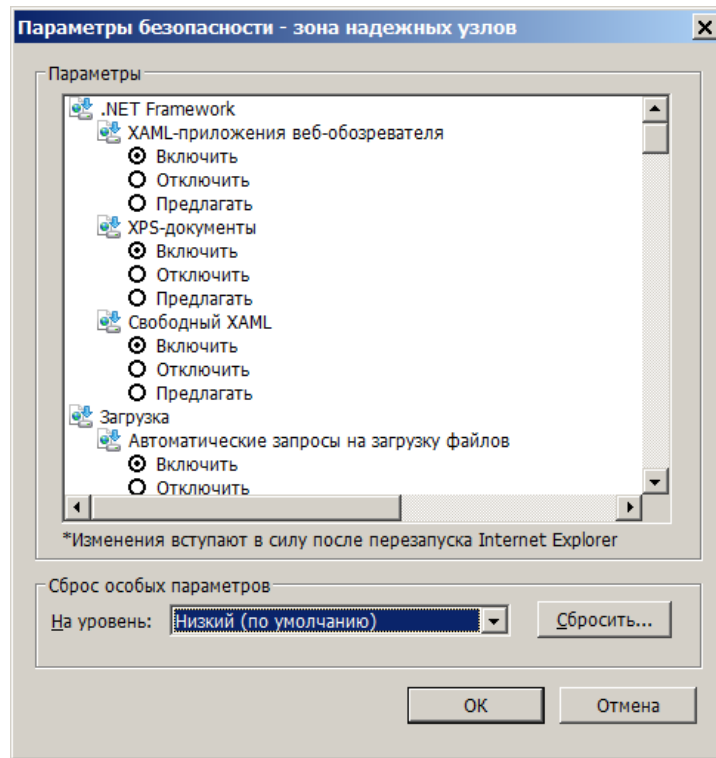 Параметры безопасности - зона надежных узлов
Параметры
.NET Framework
XAML-приложения веб-обозревателя
Включить
Отключить
Предлагать
XPS-документы
Включить
Отключить
Предлагать
Свободный XAML
Включить
Отключить
Предлагать
Загрузка
Автоматические запросы на загрузку файлов
Включить
Отключить
*Изменения вступают в силу после перезапуска Internet Explorer
Сброс особых параметров
На уровень: Низкий (по умолчанию) Сбросить...
ОК Отмена